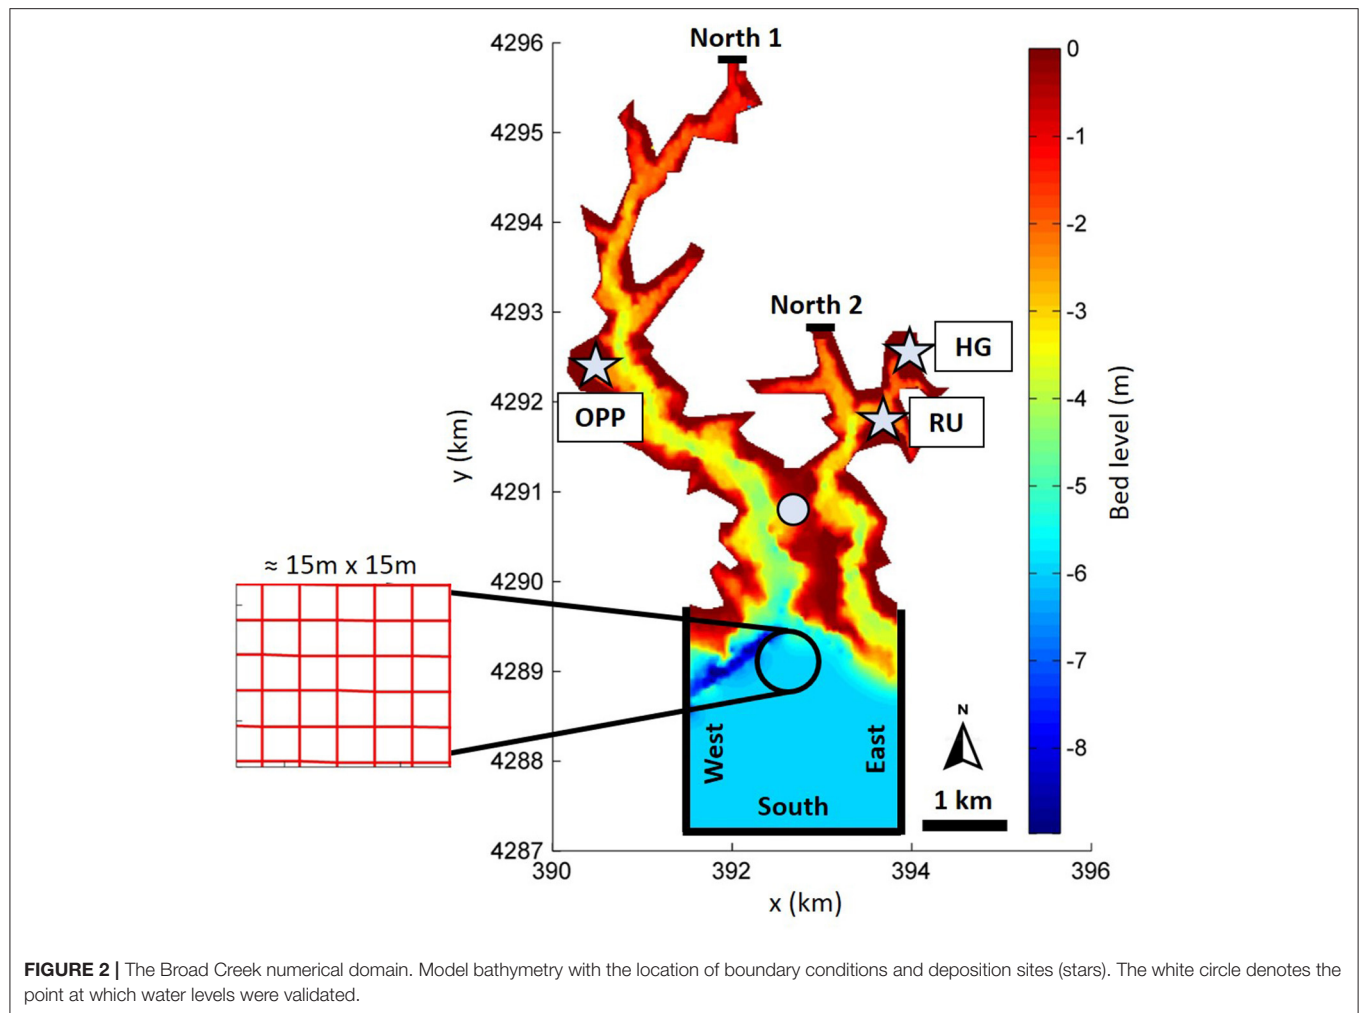 North 1
4296
4295
4294
4293
4292
4291
4290
4289
4288
4287
y (km)
390
392
394
396
x (km)
North 2
HG
RU
OPP
≈ 15m x 15m
West
East
South
N
1 km
0
-1
-2
-3
-4
-5
-6
-7
-8
Bed level (m)
FIGURE 2 | The Broad Creek numerical domain. Model bathymetry with the location of boundary conditions and deposition sites (stars). The white circle denotes the
point at which water levels were validated.